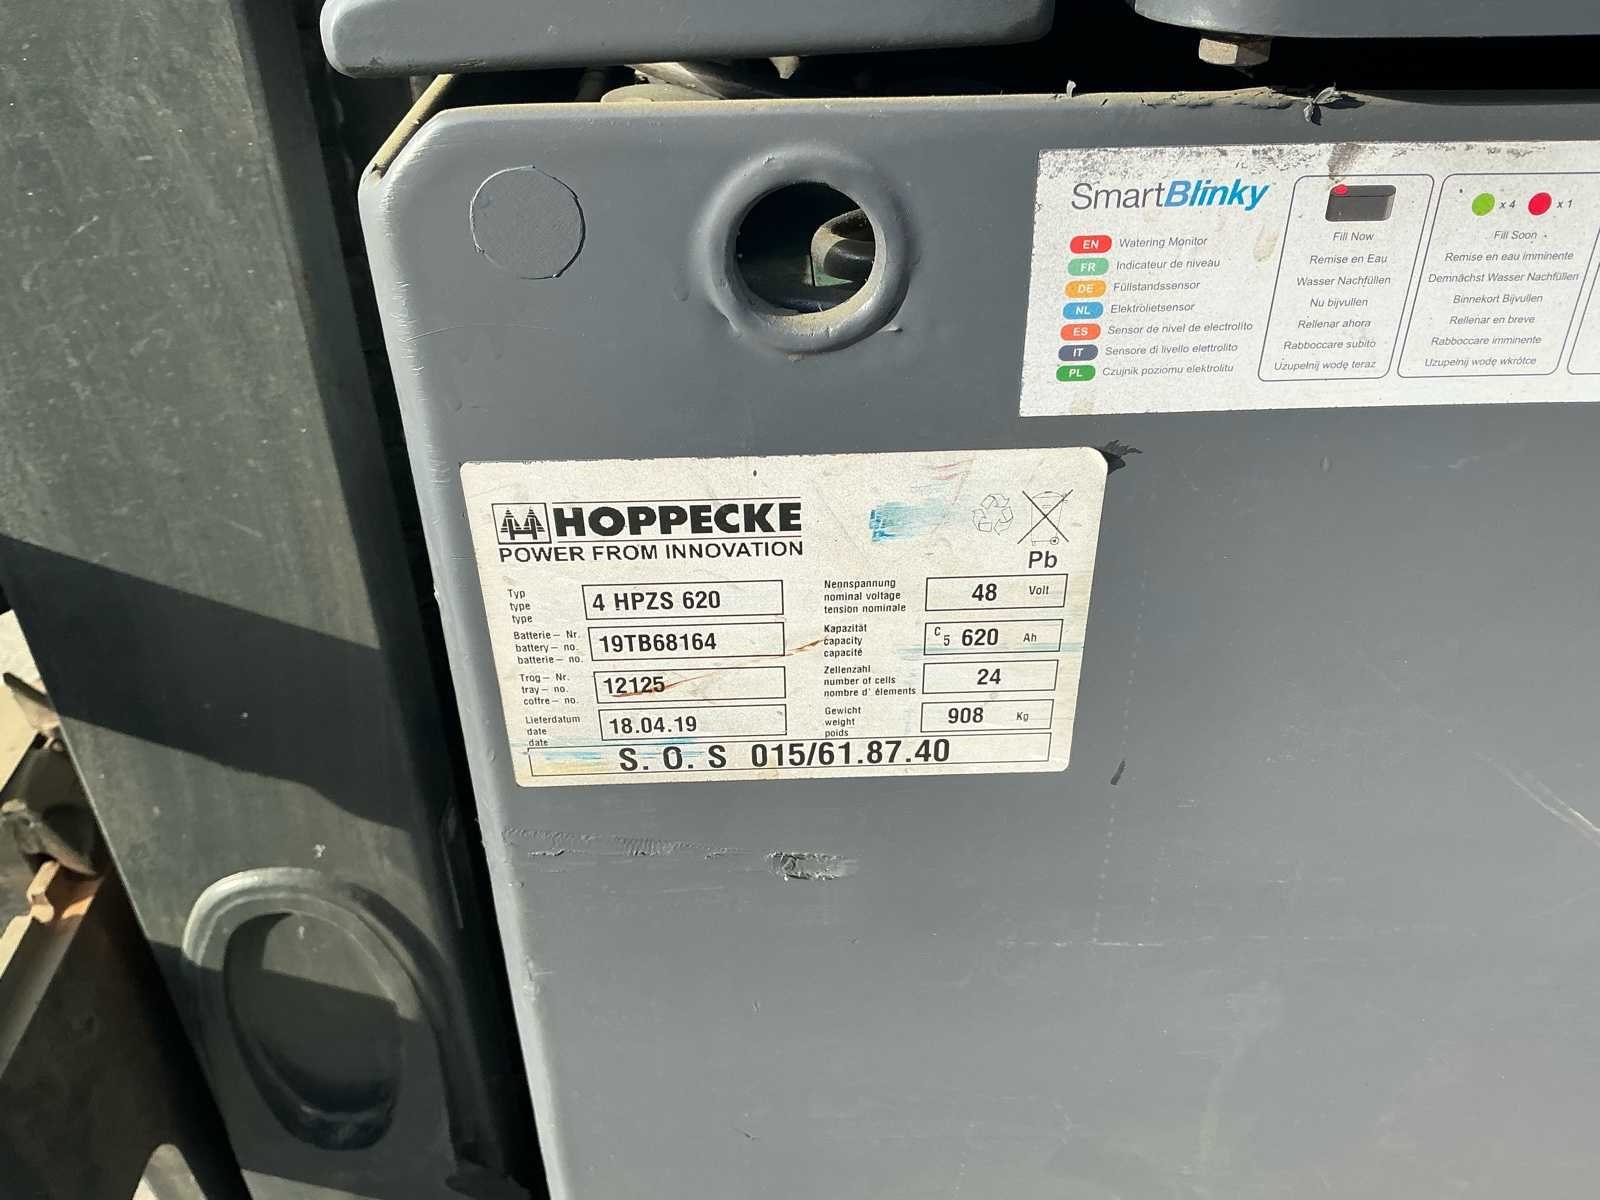 SmartBlinky
EN Watering Monitor
FR Indicateur de niveau
DE Füllstandssensor
NL Elektrolietsensor
ES Sensor de nivel de electrolito
IT Sensore di livello elettrolito
PL Czujnik poziomu elektrolitu
Fill Now
Remise en Eau
Wasser Nachfüllen
Nu bijvullen
Rellenar ahora
Rabboccare subito
Uzupełnij wodę teraz
x 4 x 1
Fill Soon
Remise en eau imminente
Demnächst Wasser Nachfüllen
Binnekort Bijvullen
Rellenar en breve
Rabboccare imminente
Uzupełnij wodę wkrótce
HOPPECKE
POWER FROM INNOVATION
Pb
Typ
type
type
4 HPZS 620
Batterie- Nr.
battery- no.
batterie- no.
19TB68164
Trog- Nr.
tray- no.
coffre- no.
12125
Lieferdatum
date
date
18.04.19
Nennspannung
nominal voltage
tension nominale
48 Volt
Kapazität
capacity
capacité
C5 620 Ah
Zellenzahl
number of cells
nombre d' élements
24
Gewicht
weight
poids
908 Kg
S. O. S 015/61.87.40